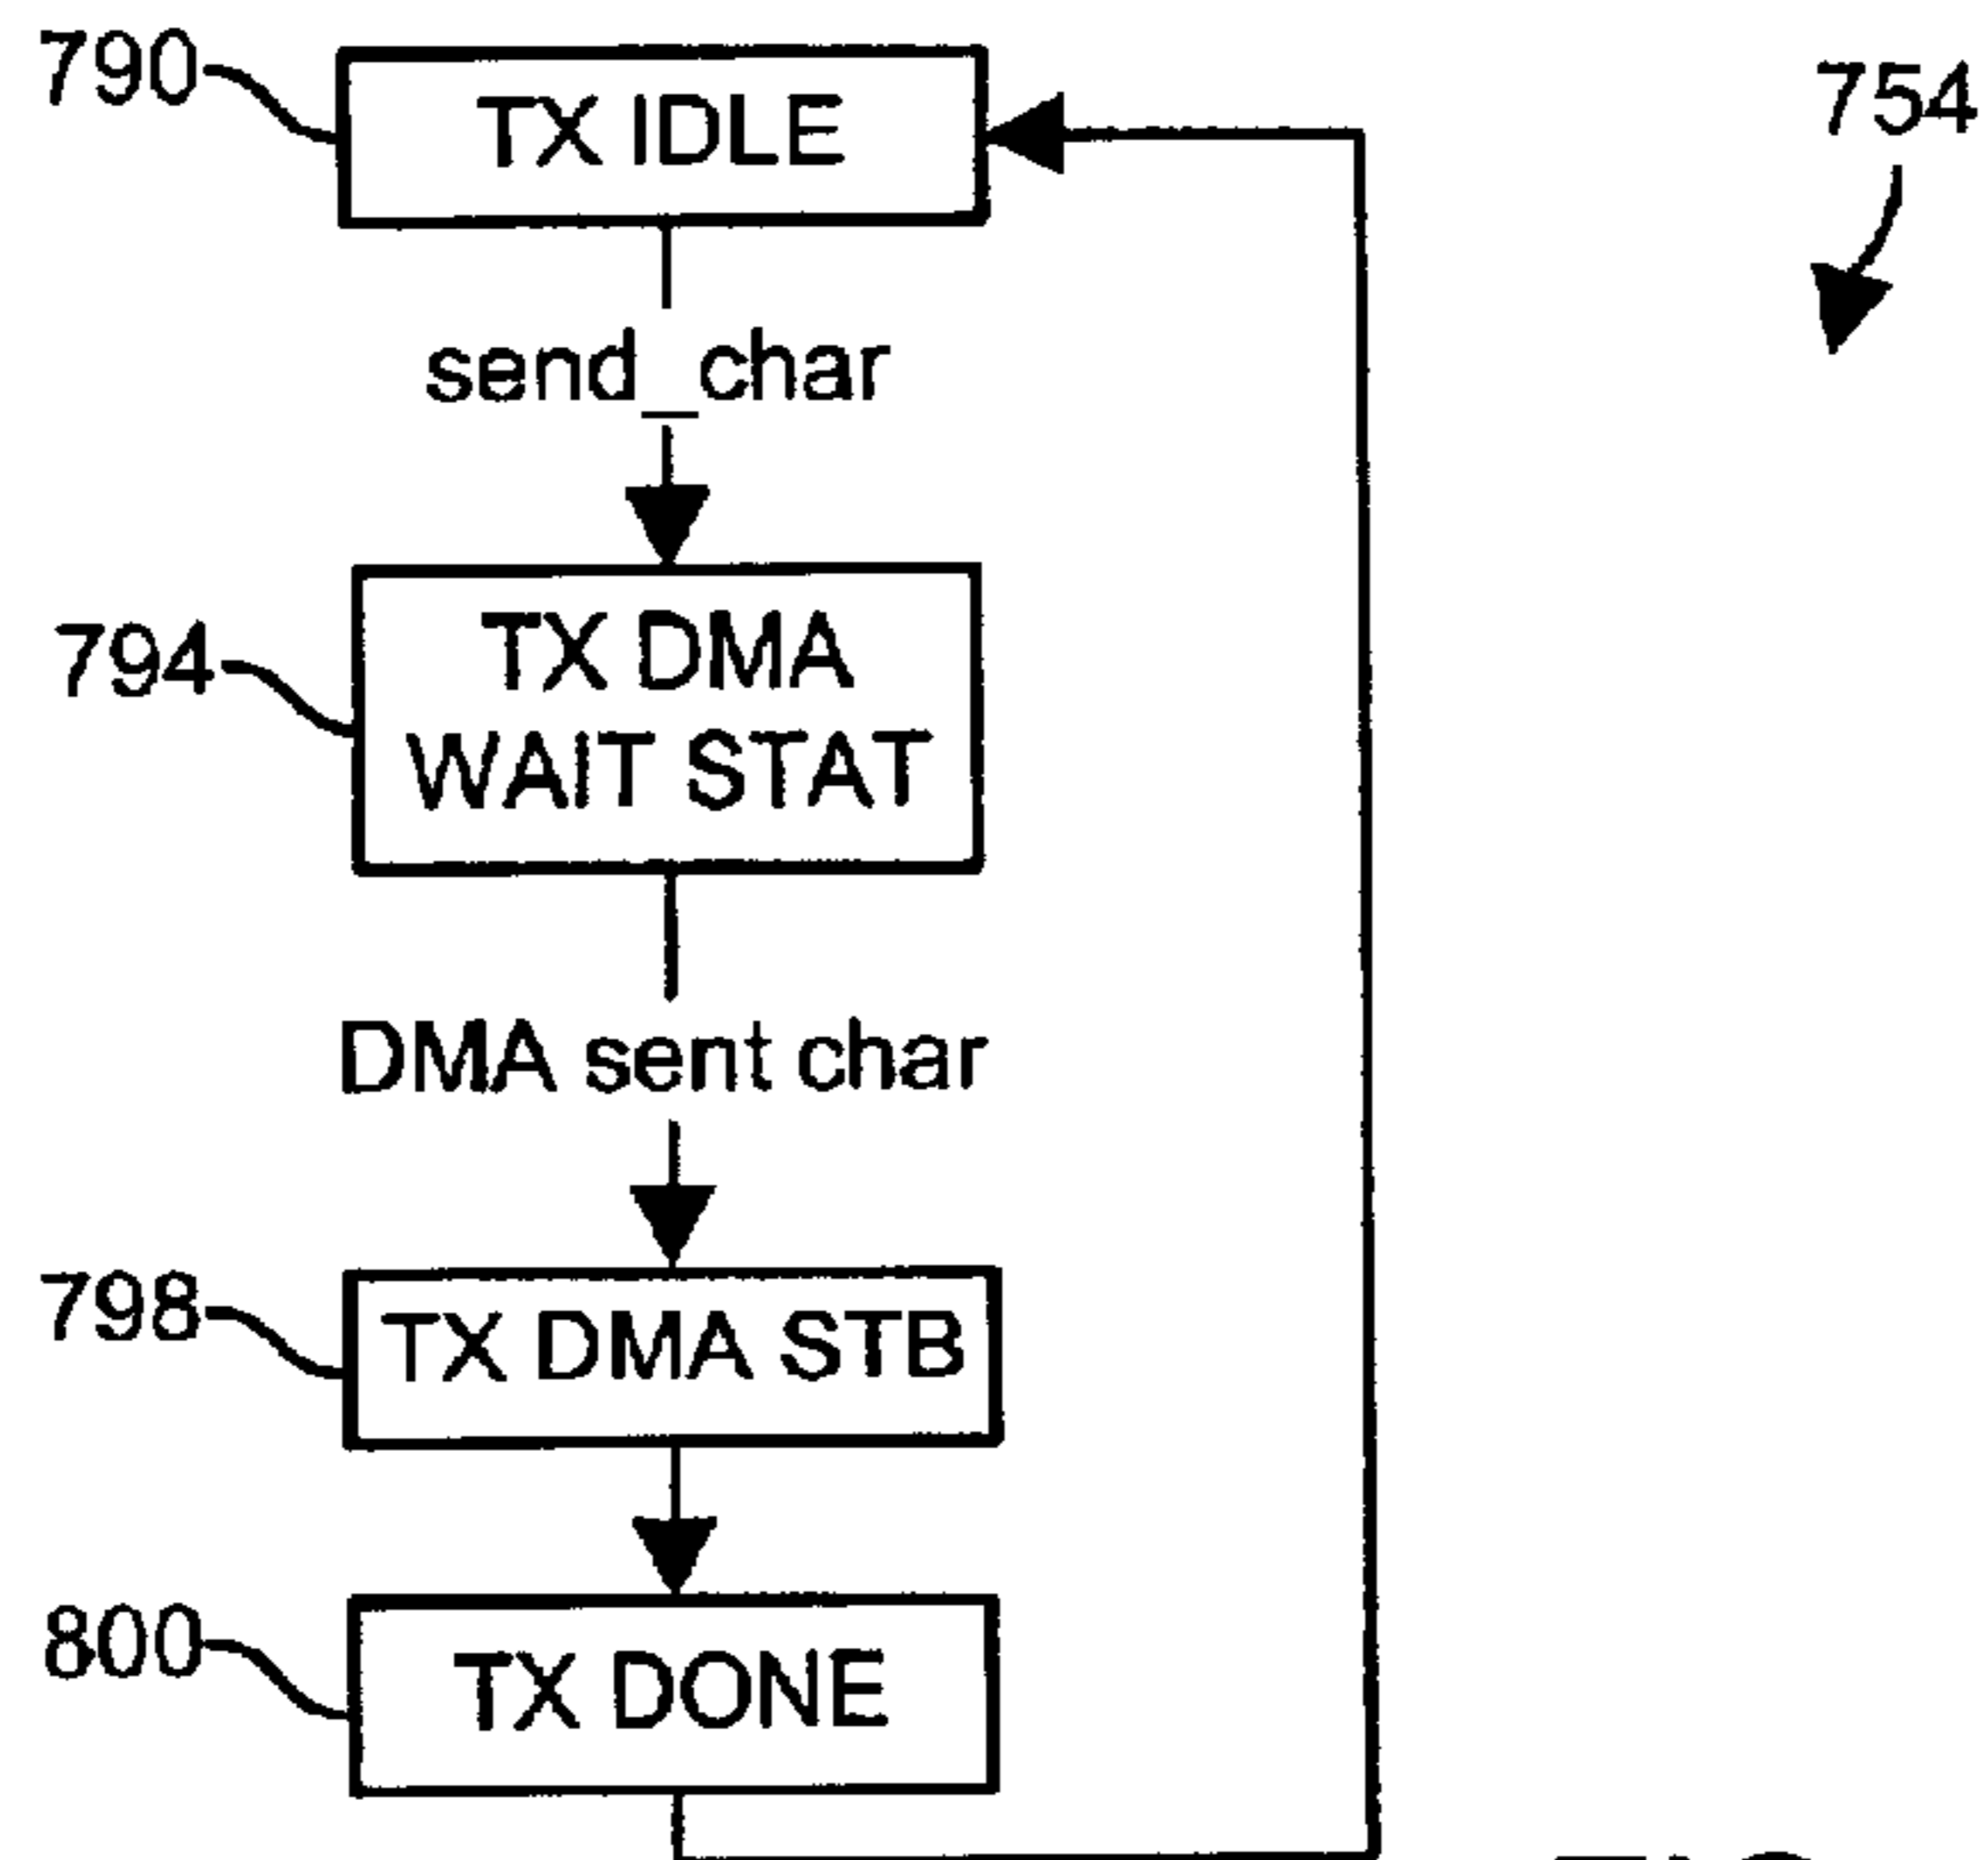 790
TX IDLE
754
send_char
794
TX DMA
WAIT STAT
DMA sent char
798
TX DMA STB
800
TX DONE